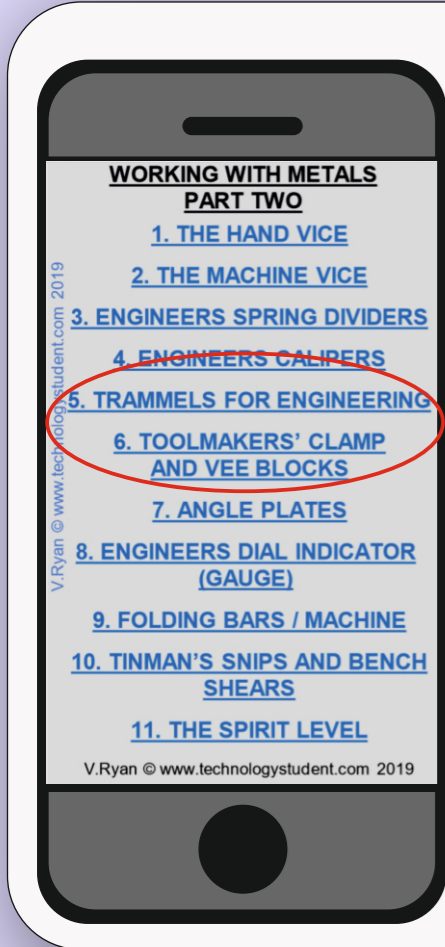 WORKING WITH METALS
PART TWO
1. THE HAND VICE
2. THE MACHINE VICE
3. ENGINEERS SPRING DIVIDERS
4. ENGINEERS CALIPERS
5. TRAMMELS FOR ENGINEERING
6. TOOLMAKERS' CLAMP
AND VEE BLOCKS
7. ANGLE PLATES
8. ENGINEERS DIAL INDICATOR
(GAUGE)
9. FOLDING BARS / MACHINE
10. TINMAN'S SNIPS AND BENCH
SHEARS
11. THE SPIRIT LEVEL
V.Ryan © www.technologystudent.com 2019
V.Ryan © www.technologystudent.com 2019